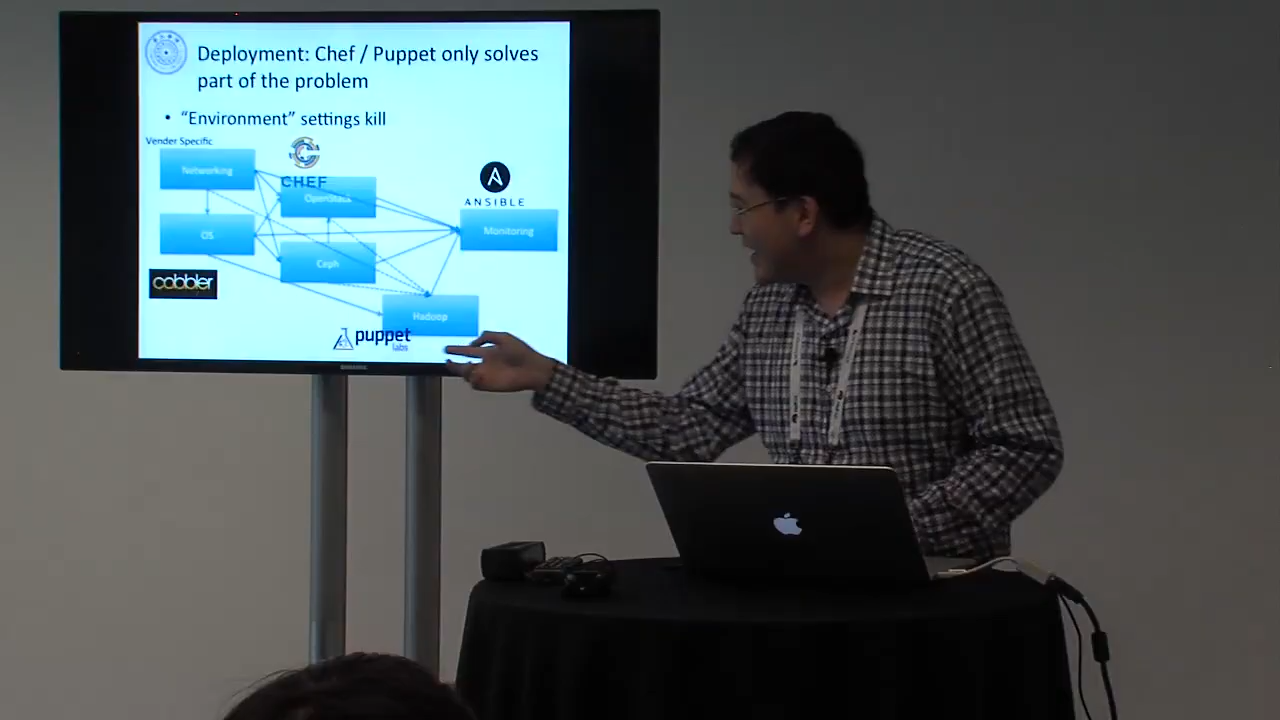 Deployment: Chef / Puppet only solves
part of the problem
• “Environment” settings kill
Vender Specific
Networking
CHEF
OpenStack
ANSIBLE
OS
Monitoring
Ceph
cobbler
Hadoop
puppet
labs